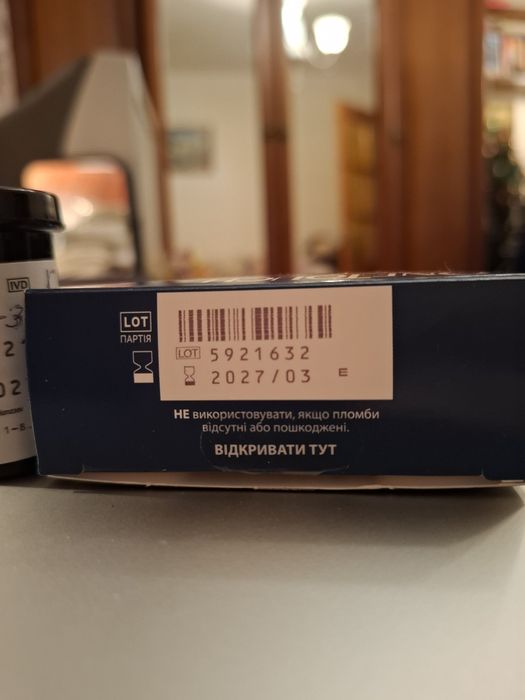 IVD
LOT
ПАРТІЯ
LOT 5921632
2027/03 E
НЕ використовувати, якщо пломби
відсутні або пошкоджені.
ВІДКРИВАТИ ТУТ